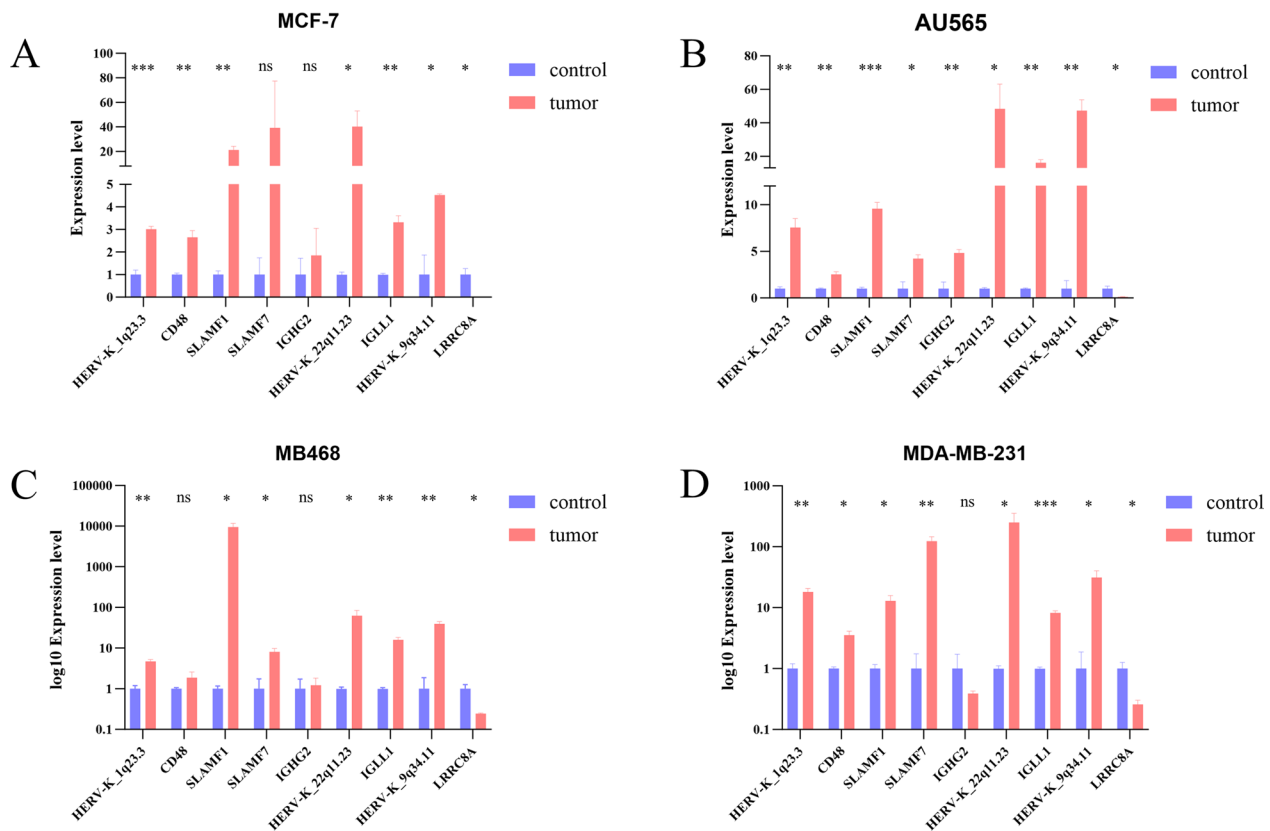 MCF-7
A
control
tumor
Expression level
100
80
60
40
20
5
4
3
2
1
0
*** ** ** ns ns * ** * *
HERV-K_1q23.3
CD48
SLAMF1
SLAMF7
IGHG2
HERV-K_22q11.23
IGLL1
HERV-K_9q34.11
LRRC8A
AU565
B
control
tumor
Expression level
80
60
40
20
10
5
0
** ** *** * ** * ** ** *
HERV-K_1q23.3
CD48
SLAMF1
SLAMF7
IGHG2
HERV-K_22q11.23
IGLL1
HERV-K_9q34.11
LRRC8A
MB468
C
control
tumor
log10 Expression level
100000
10000
1000
100
10
1
0.1
** ns * * ns * ** ** *
HERV-K_1q23.3
CD48
SLAMF1
SLAMF7
IGHG2
HERV-K_22q11.23
IGLL1
HERV-K_9q34.11
LRRC8A
MDA-MB-231
D
control
tumor
log10 Expression level
1000
100
10
1
0.1
** * * ** ns * *** * *
HERV-K_1q23.3
CD48
SLAMF1
SLAMF7
IGHG2
HERV-K_22q11.23
IGLL1
HERV-K_9q34.11
LRRC8A